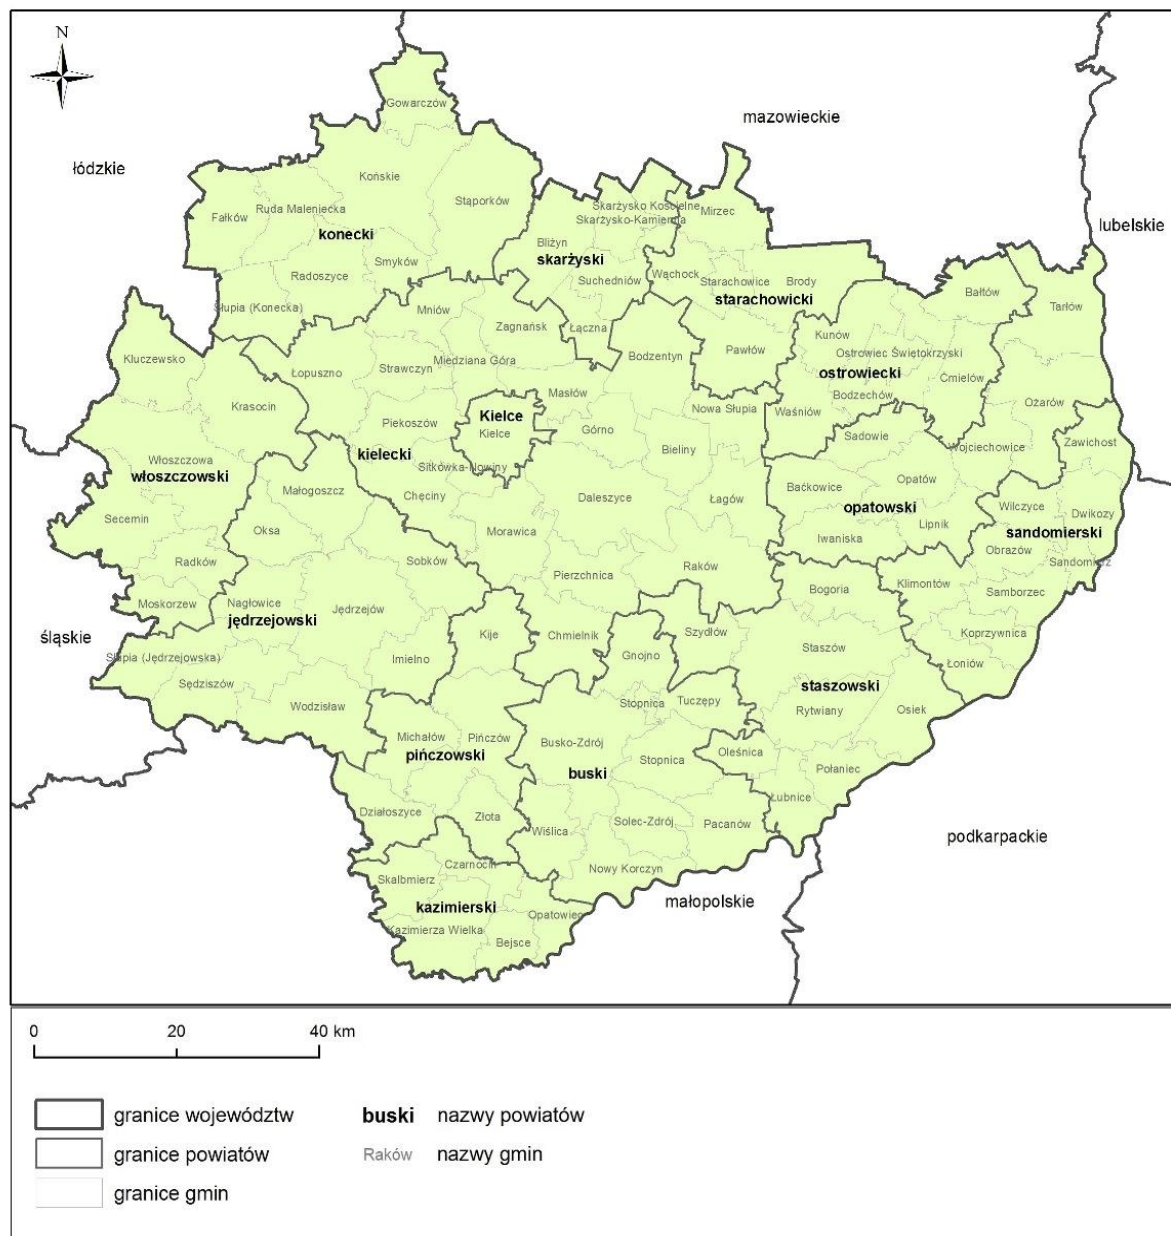 N
mazowieckie
łódzkie
lubelskie
śląskie
podkarpackie
małopolskie
Gowarczów
Końskie
Stąporków
Ruda Maleniecka
Fałków
konecki
Smyków
Radoszyce
Słupia (Konecka)
Skarżysko Kościelne
Skarżysko-Kamienna
Bliżyn
skarżyski
Suchedniów
Łączna
Mirzec
Wąchock
Starachowice
Brody
starachowicki
Pawłów
Bałtów
Tarłów
Kunów
Ostrowiec Świętokrzyski
ostrowiecki
Ćmielów
Bodzechów
Waśniów
Ożarów
Sadowie
Wojciechowice
Zawichost
Kluczewsko
Krasocin
Włoszczowa
włoszczowski
Secemin
Radków
Moskorzew
Mniów
Zagnańsk
Łopuszno
Strawczyn
Miedziana Góra
Bodzentyn
Masłów
Nowa Słupia
Kielce
Kielce
Piekoszów
Górno
Bieliny
kielecki
Sitkówka-Nowiny
Chęciny
Daleszyce
Łagów
Morawica
Pierzchnica
Raków
Chmielnik
Baćkowice
Opatów
opatowski
Lipnik
Iwaniska
Wilczyce
Dwikozy
sandomierski
Obrazów
Sandomierz
Klimontów
Samborzec
Koprzywnica
Łoniów
Małogoszcz
Oksa
Sobków
Nagłowice
Jędrzejów
jędrzejowski
Imielno
Słupia (Jędrzejowska)
Sędziszów
Wodzisław
Bogoria
Szydłów
Staszów
staszowski
Rytwiany
Osiek
Oleśnica
Połaniec
Łubnice
Kije
Michałów
Pińczów
pińczowski
Działoszyce
Złota
Gnojno
Stopnica
Tuczępy
Busko-Zdrój
Stopnica
buski
Solec-Zdrój
Pacanów
Wiślica
Nowy Korczyn
Czarnocin
Skalbmierz
kazimierski
Kazimierza Wielka
Opatowiec
Bejsce
0 20 40 km
granice województw
granice powiatów
granice gmin
buski nazwy powiatów
Raków nazwy gmin